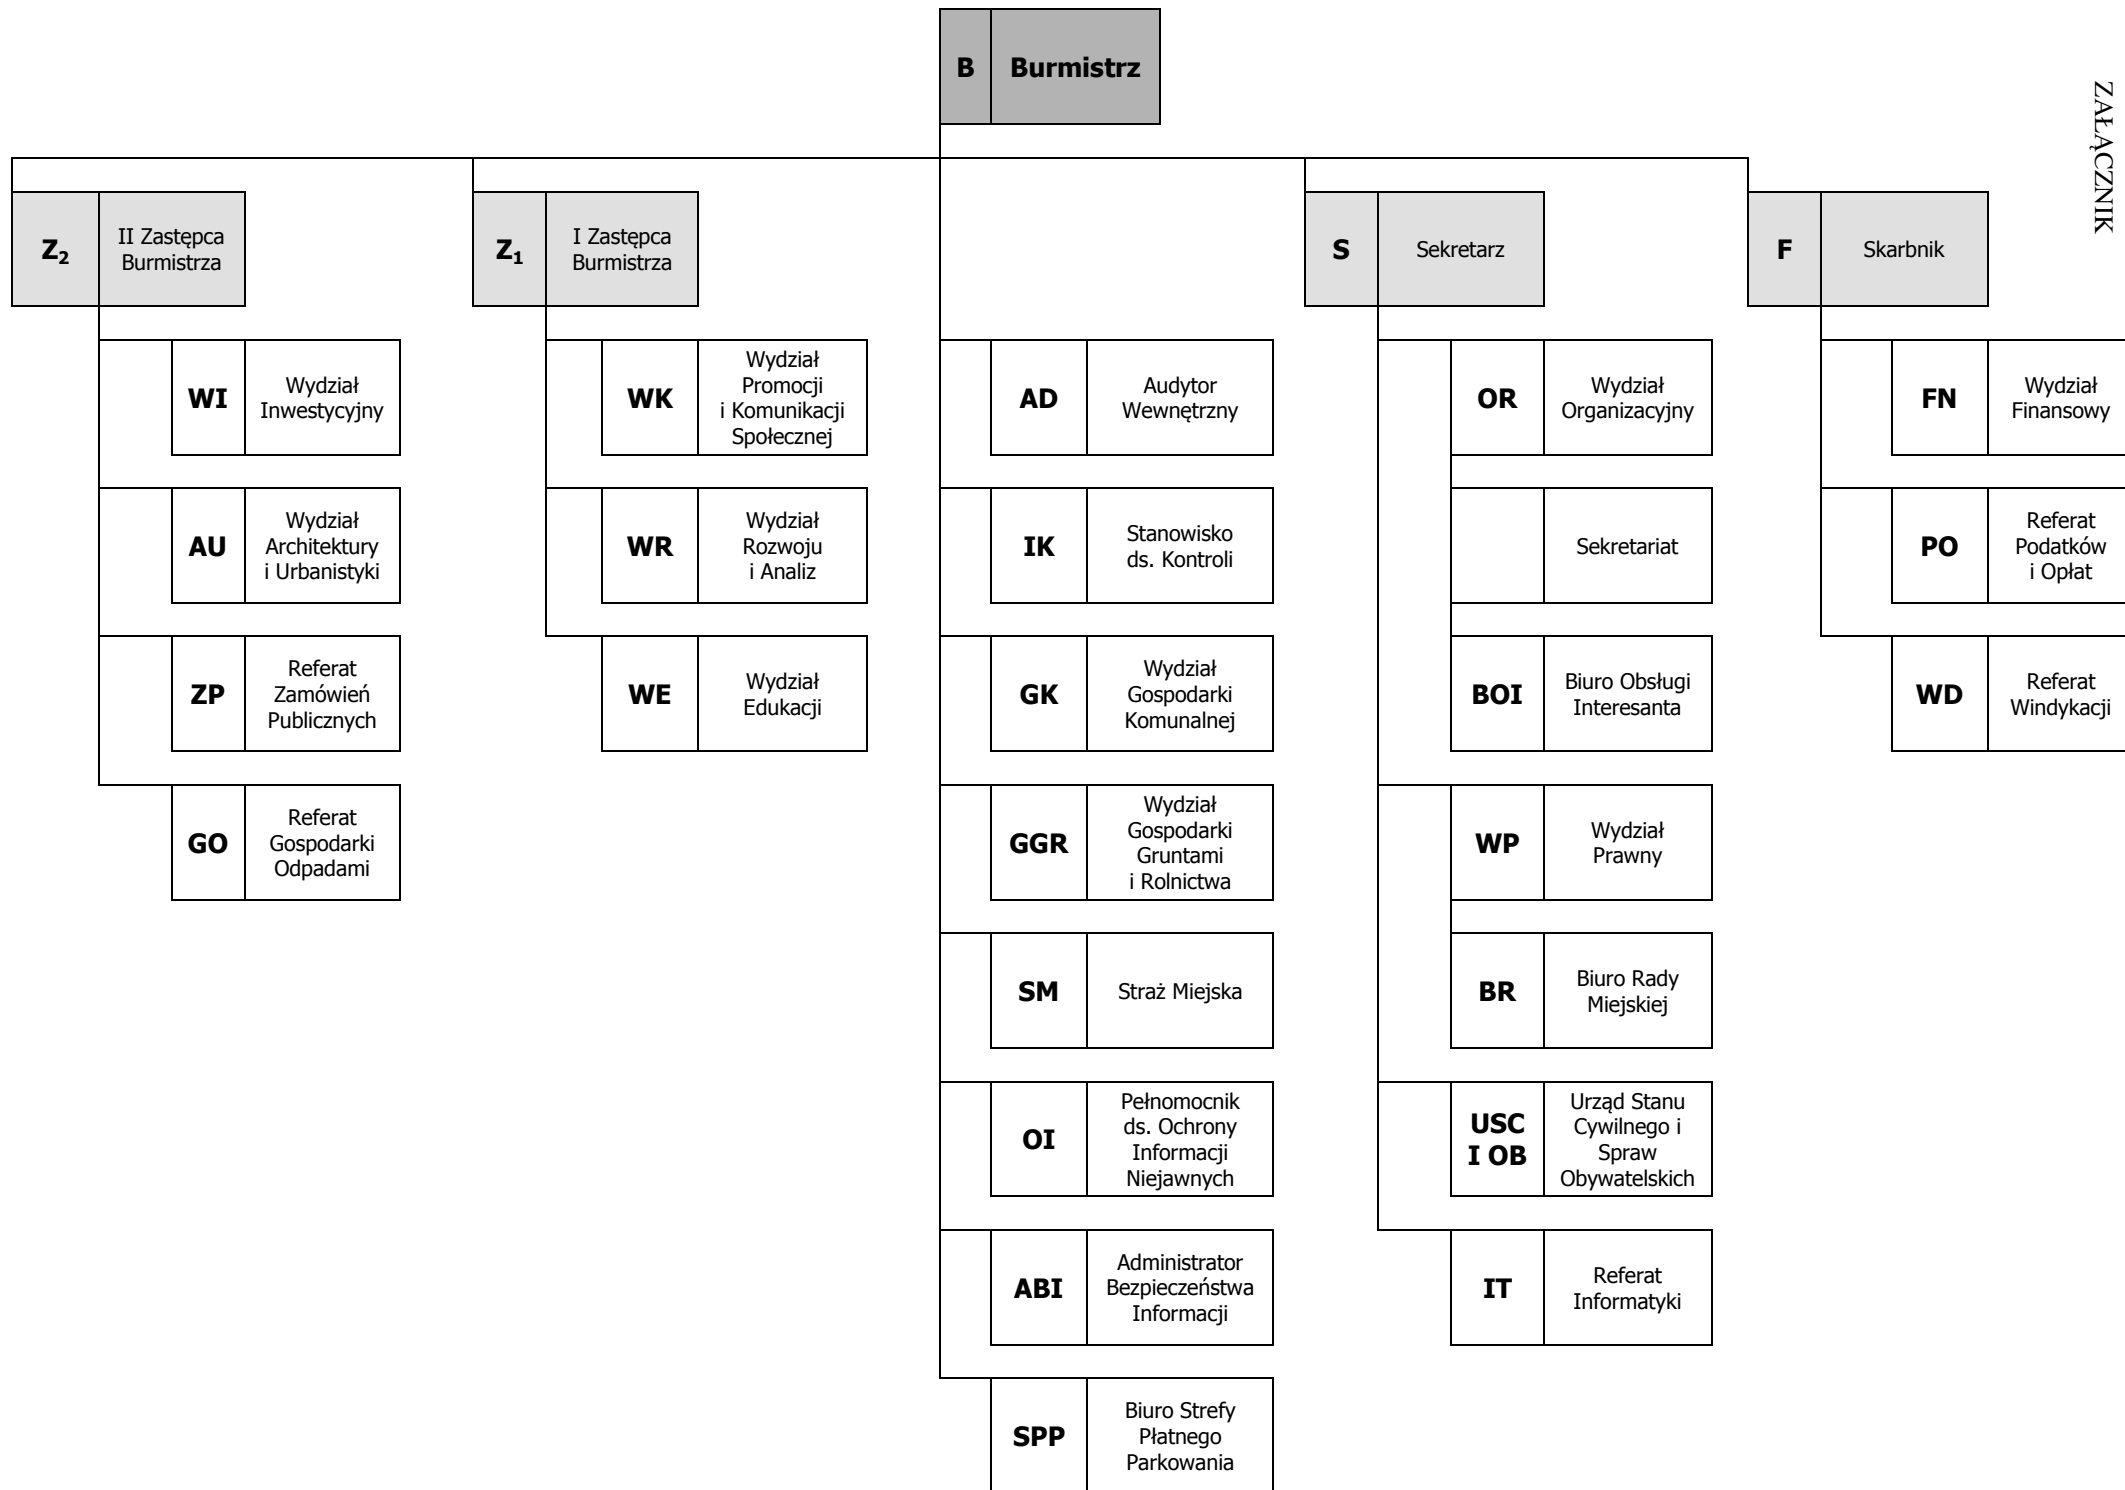 B
Burmistrz
ZAŁĄCZNIK
Z₂
II Zastępca
Burmistrza
WI
Wydział
Inwestycyjny
AU
Wydział
Architektury
i Urbanistyki
ZP
Referat
Zamówień
Publicznych
GO
Referat
Gospodarki
Odpadami
Z₁
I Zastępca
Burmistrza
WK
Wydział
Promocji
i Komunikacji
Społecznej
WR
Wydział
Rozwoju
i Analiz
WE
Wydział
Edukacji
AD
Audytor
Wewnętrzny
IK
Stanowisko
ds. Kontroli
GK
Wydział
Gospodarki
Komunalnej
GGR
Wydział
Gospodarki
Gruntami
i Rolnictwa
SM
Straż Miejska
OI
Pełnomocnik
ds. Ochrony
Informacji
Niejawnych
ABI
Administrator
Bezpieczeństwa
Informacji
SPP
Biuro Strefy
Płatnego
Parkowania
S
Sekretarz
OR
Wydział
Organizacyjny
Sekretariat
BOI
Biuro Obsługi
Interesanta
WP
Wydział
Prawny
BR
Biuro Rady
Miejskiej
USC
I OB
Urząd Stanu
Cywilnego i
Spraw
Obywatelskich
IT
Referat
Informatyki
F
Skarbnik
FN
Wydział
Finansowy
PO
Referat
Podatków
i Opłat
WD
Referat
Windykacji